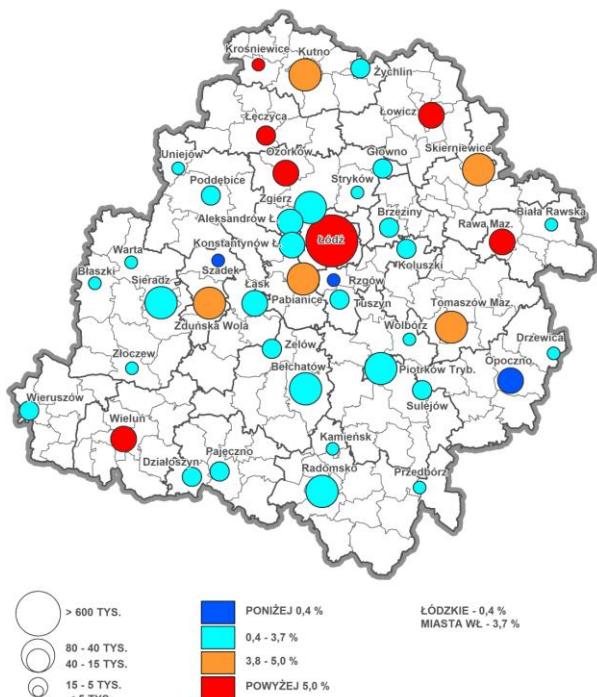 Krośniewice
Kutno
Żychlin
Łęczyca
Łowicz
Ozorków
Głowno
Skierniewice
Uniejów
Poddębice
Stryków
Zgierz
Aleksandrów Ł.
Brzeziny
Biała Rawska
Rawa Maz.
Konstantynów Ł.
Łódź
Koluszki
Warta
Szadek
Rzgów
Błaszki
Sieradz
Łask
Pabianice
Tuszyn
Tomaszów Maz.
Zduńska Wola
Wolbórz
Drzewica
Zelów
Złoczew
Bełchatów
Piotrków Tryb.
Opoczno
Sulejów
Wieruszów
Wieluń
Kamieńsk
Działoszyn
Pajęczno
Radomsko
Przedbórz
> 600 TYS.
80 - 40 TYS.
40 - 15 TYS.
15 - 5 TYS.
PONIŻEJ 0,4 %
0,4 - 3,7 %
3,8 - 5,0 %
POWYŻEJ 5,0 %
ŁÓDZKIE - 0,4 %
MIASTA WŁ - 3,7 %